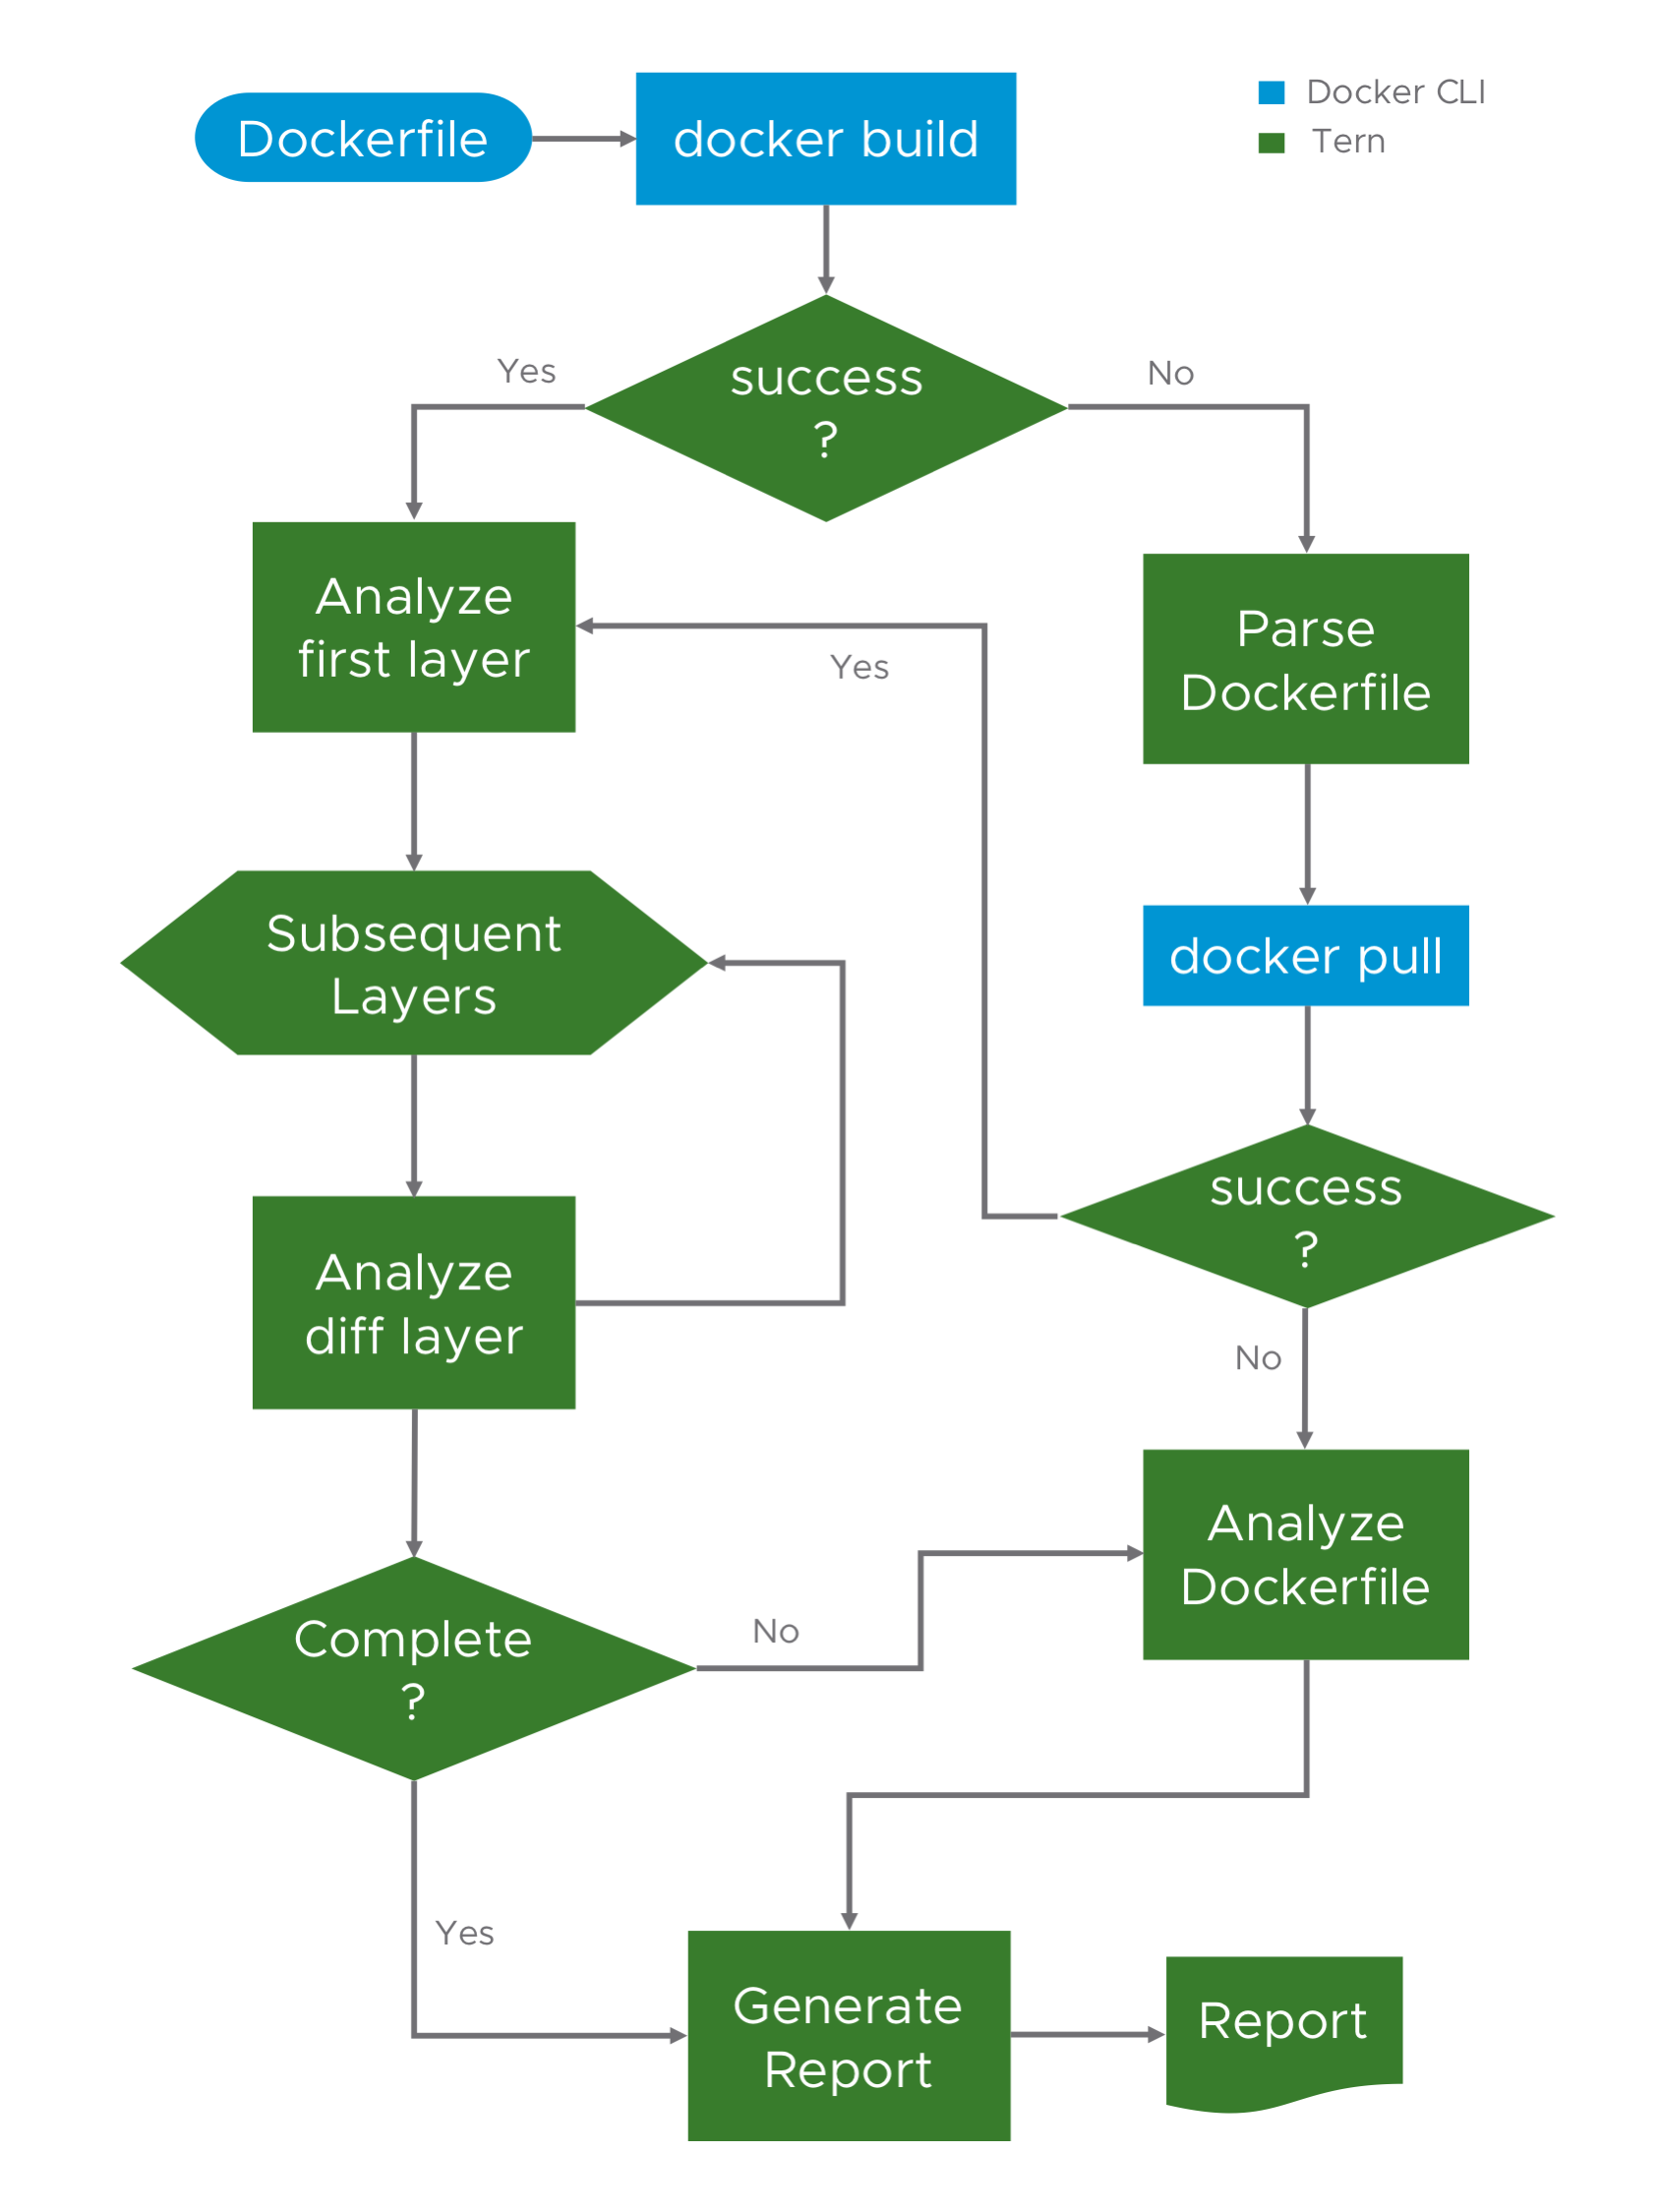 Dockerfile
docker build
Docker CLI
Tern
success
?
Yes
No
Analyze
first layer
Parse
Dockerfile
Yes
Subsequent
Layers
docker pull
success
?
Analyze
diff layer
No
Analyze
Dockerfile
Complete
?
No
Yes
Generate
Report
Report